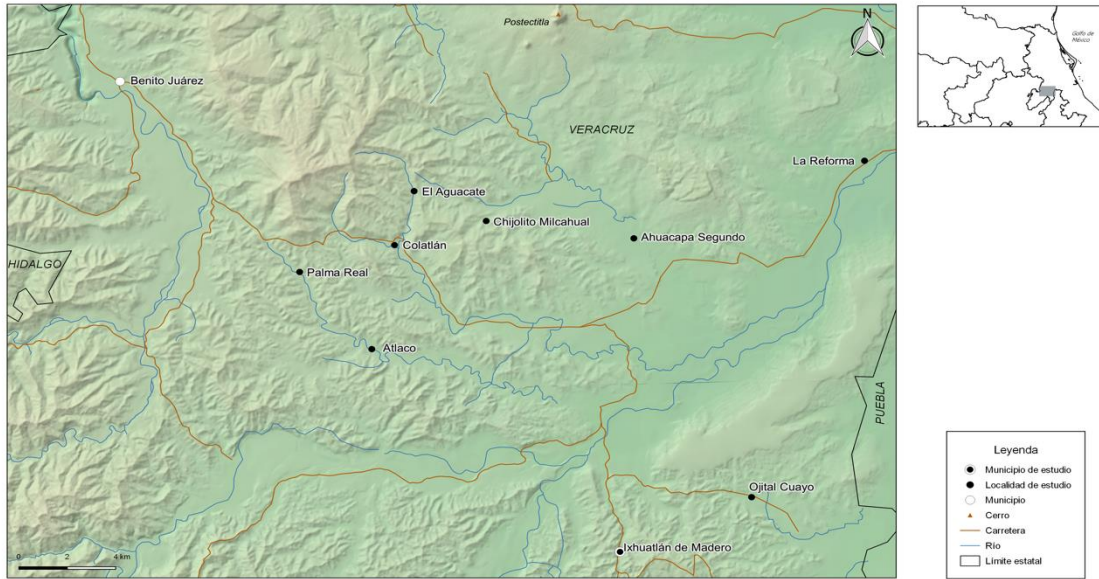 Postectitla
N
Benito Juárez
VERACRUZ
La Reforma
El Aguacate
Chijolito Milcahual
Ahuacapa Segundo
Colatlán
HIDALGO
Palma Real
Atlaco
PUEBLA
Ojital Cuayo
Ixhuatlán de Madero
0 2 4 km
Golfo de
México
Leyenda
Municipio de estudio
Localidad de estudio
Municipio
Cerro
Carretera
Río
Límite estatal